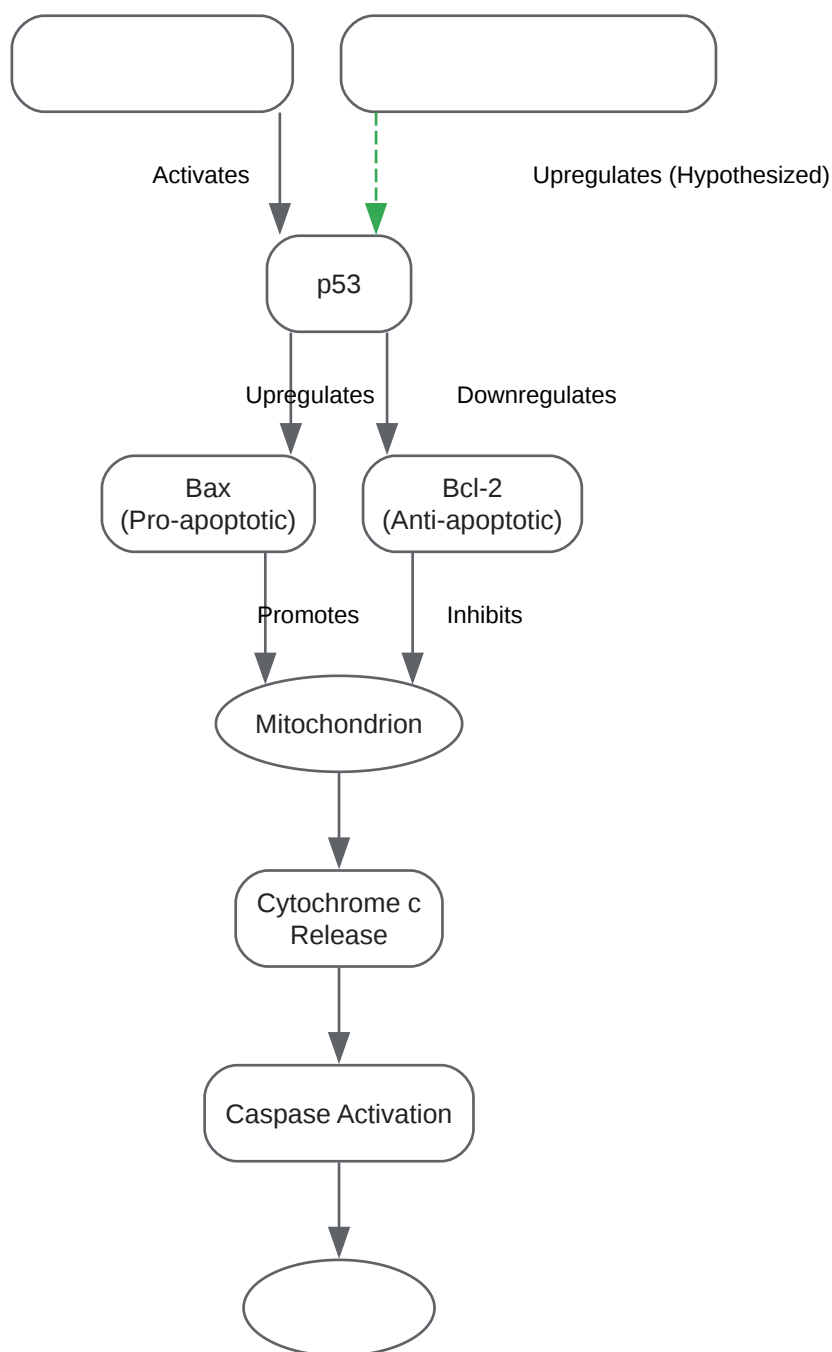 Activates
Upregulates (Hypothesized)
p53
Upregulates
Downregulates
Bax
(Pro-apoptotic)
Bcl-2
(Anti-apoptotic)
Promotes
Inhibits
Mitochondrion
Cytochrome c
Release
Caspase Activation